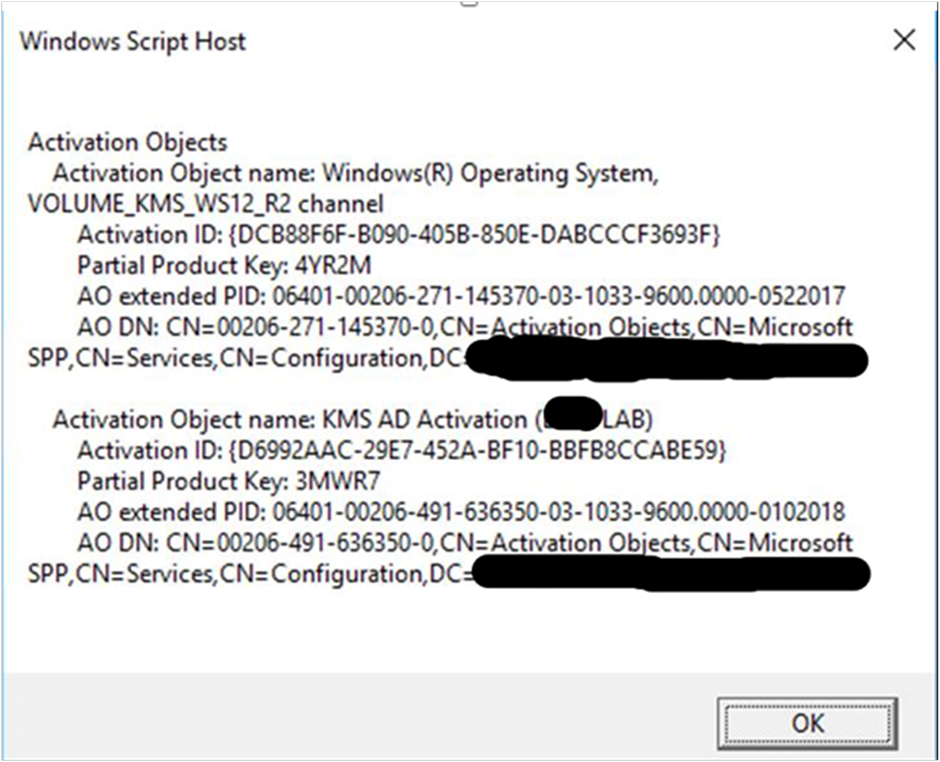 Windows Script Host
Activation Objects
Activation Object name: Windows(R) Operating System,
VOLUME_KMS_WS12_R2 channel
Activation ID: {DCB88F6F-B090-405B-850E-DABCCCF3693F}
Partial Product Key: 4YR2M
AO extended PID: 06401-00206-271-145370-03-1033-9600.0000-0522017
AO DN: CN=00206-271-145370-0,CN=Activation Objects,CN=Microsoft
SPP,CN=Services,CN=Configuration,DC=
Activation Object name: KMS AD Activation ( LAB)
Activation ID: {D6992AAC-29E7-452A-BF10-BBFB8CCABE59}
Partial Product Key: 3MWR7
AO extended PID: 06401-00206-491-636350-03-1033-9600.0000-0102018
AO DN: CN=00206-491-636350-0,CN=Activation Objects,CN=Microsoft
SPP,CN=Services,CN=Configuration,DC=
OK